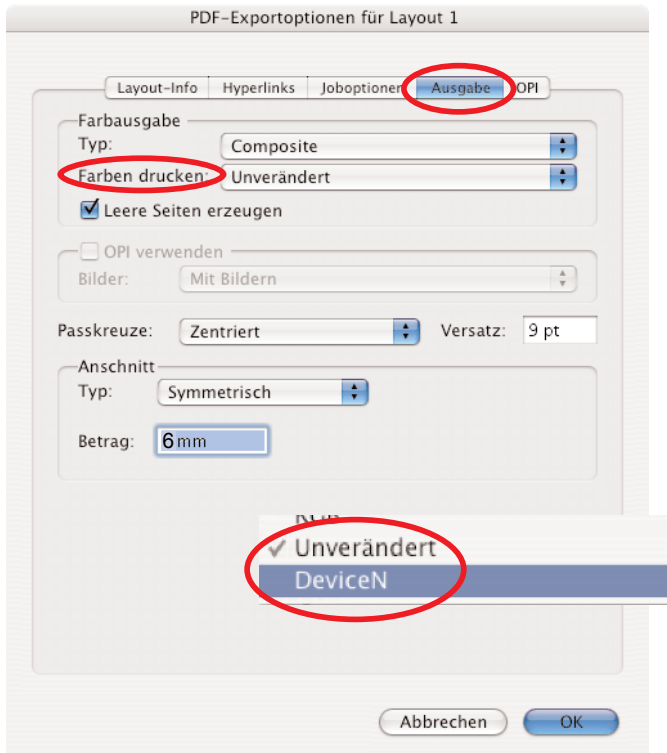 PDF-Exportoptionen für Layout 1
Layout-Info Hyperlinks Joboptionen Ausgabe OPI
Farbausgabe
Typ: Composite
Farben drucken: Unverändert
Leere Seiten erzeugen
OPI verwenden
Bilder: Mit Bildern
Passkreuze: Zentriert Versatz: 9 pt
Anschnitt
Typ: Symmetrisch
Betrag: 6 mm
✓ Unverändert
DeviceN
Abbrechen OK